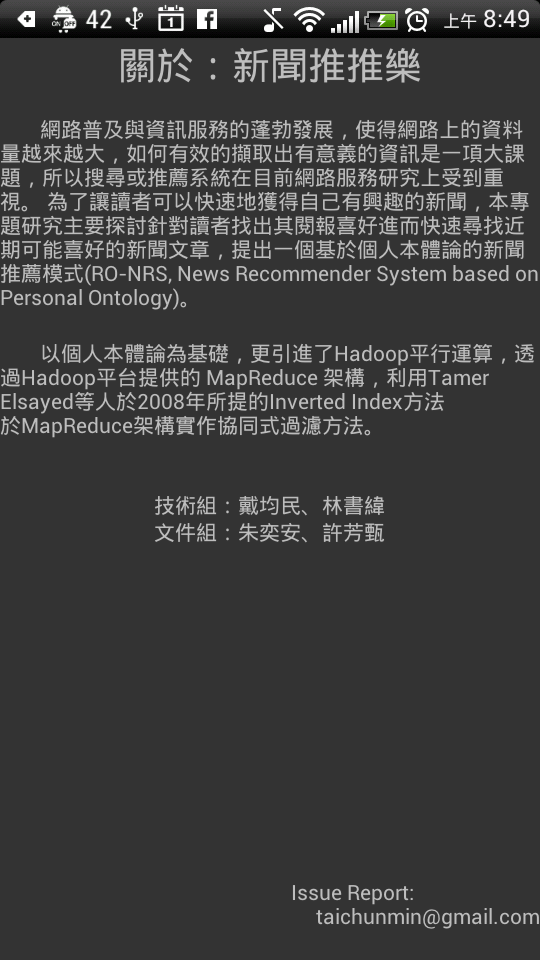 42
1
上午 8:49
關於：新聞推推樂
網路普及與資訊服務的蓬勃發展，使得網路上的資料
量越來越大，如何有效的擷取出有意義的資訊是一項大課
題，所以搜尋或推薦系統在目前網路服務研究上受到重
視。 為了讓讀者可以快速地獲得自己有興趣的新聞，本專
題研究主要探討針對讀者找出其閱報喜好進而快速尋找近
期可能喜好的新聞文章，提出一個基於個人本體論的新聞
推薦模式(RO-NRS, News Recommender System based on
Personal Ontology)。
以個人本體論為基礎，更引進了Hadoop平行運算，透
過Hadoop平台提供的 MapReduce 架構，利用Tamer
Elsayed等人於2008年所提的Inverted Index方法
於MapReduce架構實作協同式過濾方法。
技術組：戴均民、林書緯
文件組：朱奕安、許芳甄
Issue Report:
taichunmin@gmail.com